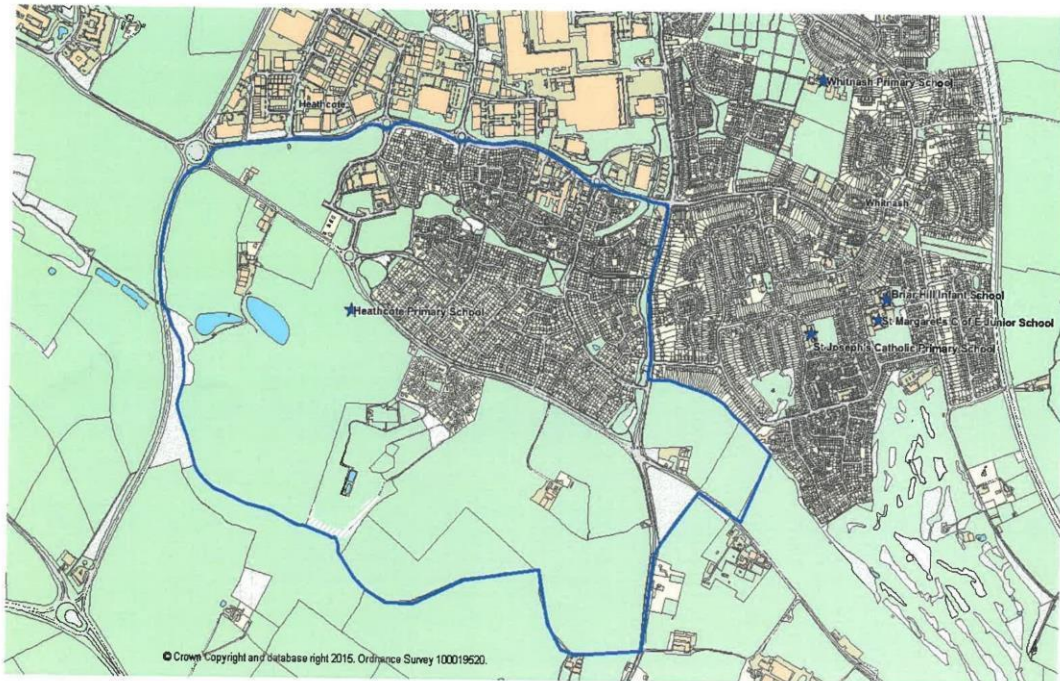 Whitnash Primary School
Heathcote
Whitnash
Briar Hill Infant School
Heathcote Primary School
St Margaret's C of E Junior School
St Joseph's Catholic Primary School
© Crown Copyright and database right 2015. Ordnance Survey 100019520.